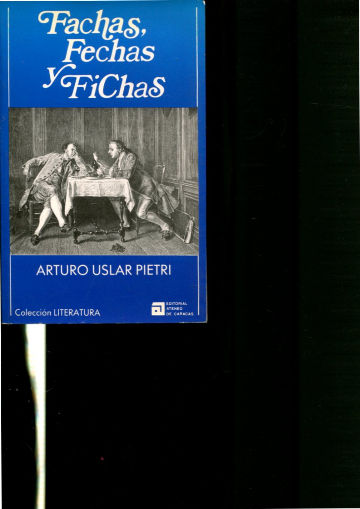 Fachas,
Fechas
y FiChaS
ARTURO USLAR PIETRI
Colección LITERATURA
EDITORIAL
ATENEO
DE CARACAS